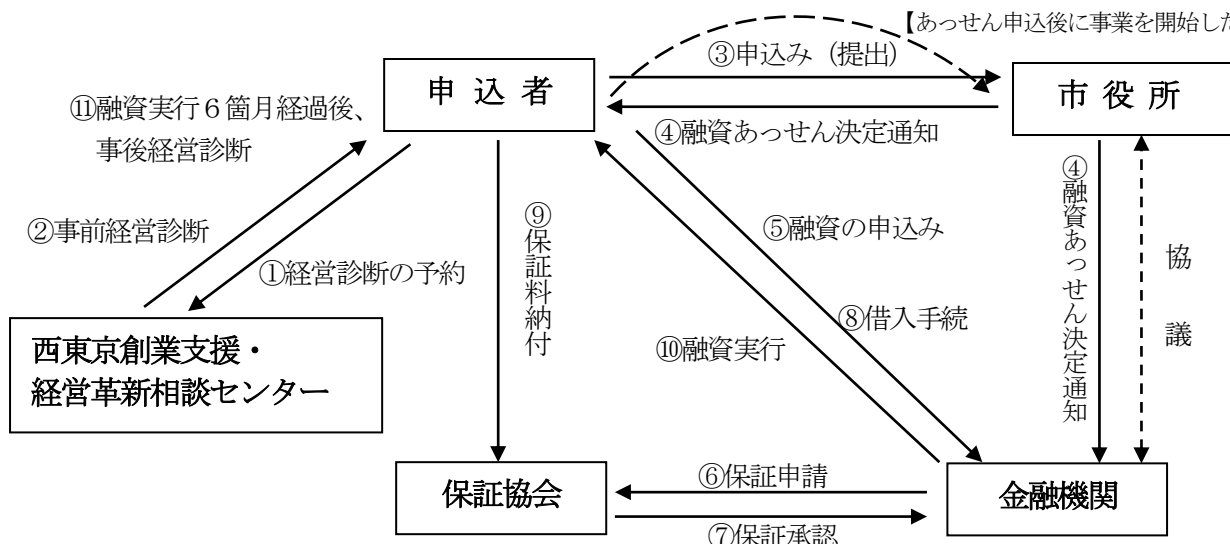 【あっせん申込後に事業を開始した
③申込み（提出）
申 込 者
市 役 所
④融資あっせん決定通知
⑪融資実行６箇月経過後、
事後経営診断
②事前経営診断
①経営診断の予約
⑨保証料納付
⑤融資の申込み
④融資あっせん決定通知
協議
⑧借入手続
⑩融資実行
西東京創業支援・
経営革新相談センター
保証協会
⑥保証申請
⑦保証承認
金融機関